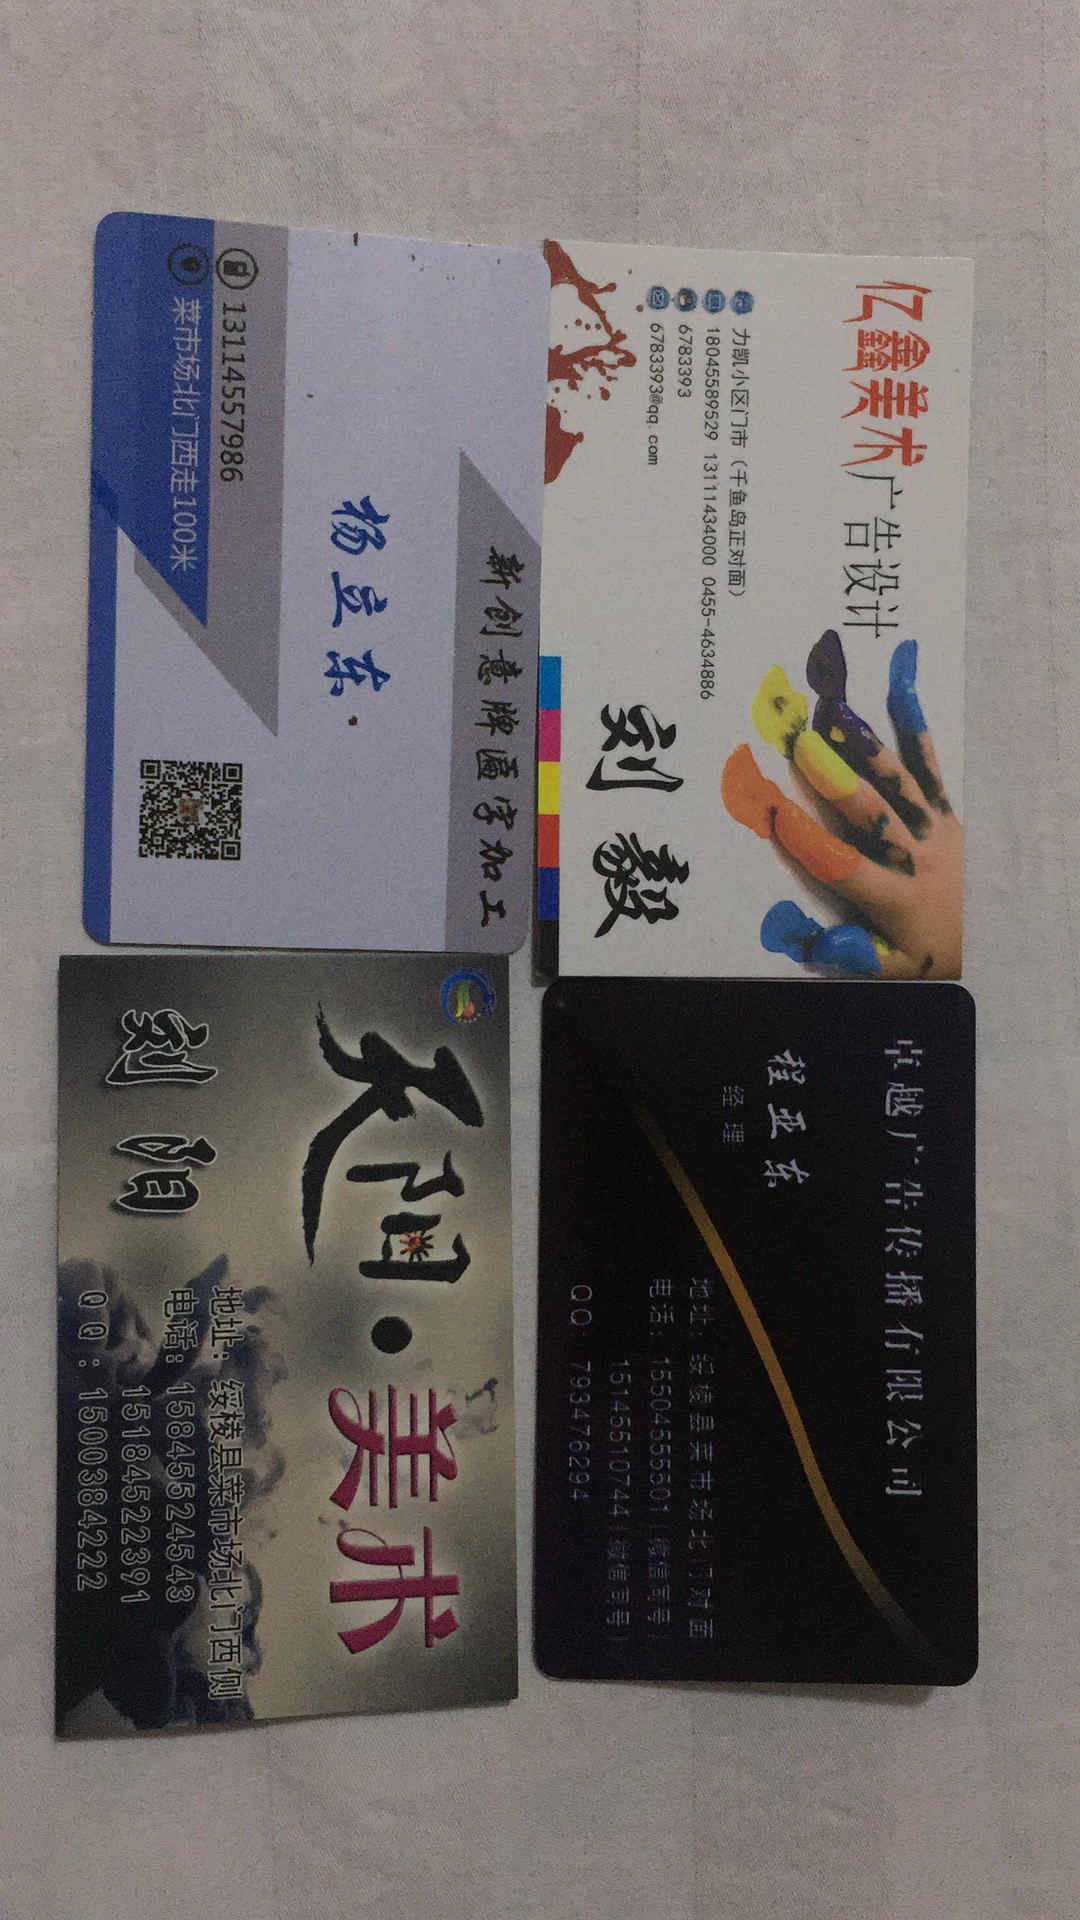 亿鑫美术广告设计
力凯小区门市（千鱼岛正对面）
18045589529 13111434000 0455-4634886
6783393
6783393@qq.com
刘 毅
新创意牌匾字加工
杨立东
13114557986
菜市场北门西走100米
卓越广告传播有限公司
程亚东
经 理
地址：绥棱县菜市场北门对面
电话：15504555501（微信同号）
15145510744（微信同号）
QQ：793476294
天阳·美术
刘 阳
地址：绥棱县菜市场北门西侧
电话：15845524543
15184522391
QQ：1500384222